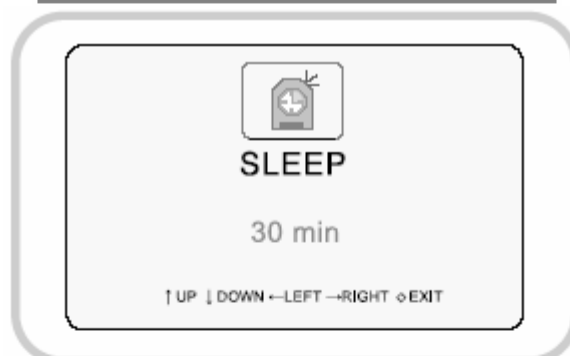 SLEEP
30 min
↑UP ↓DOWN ←LEFT →RIGHT ◇EXIT